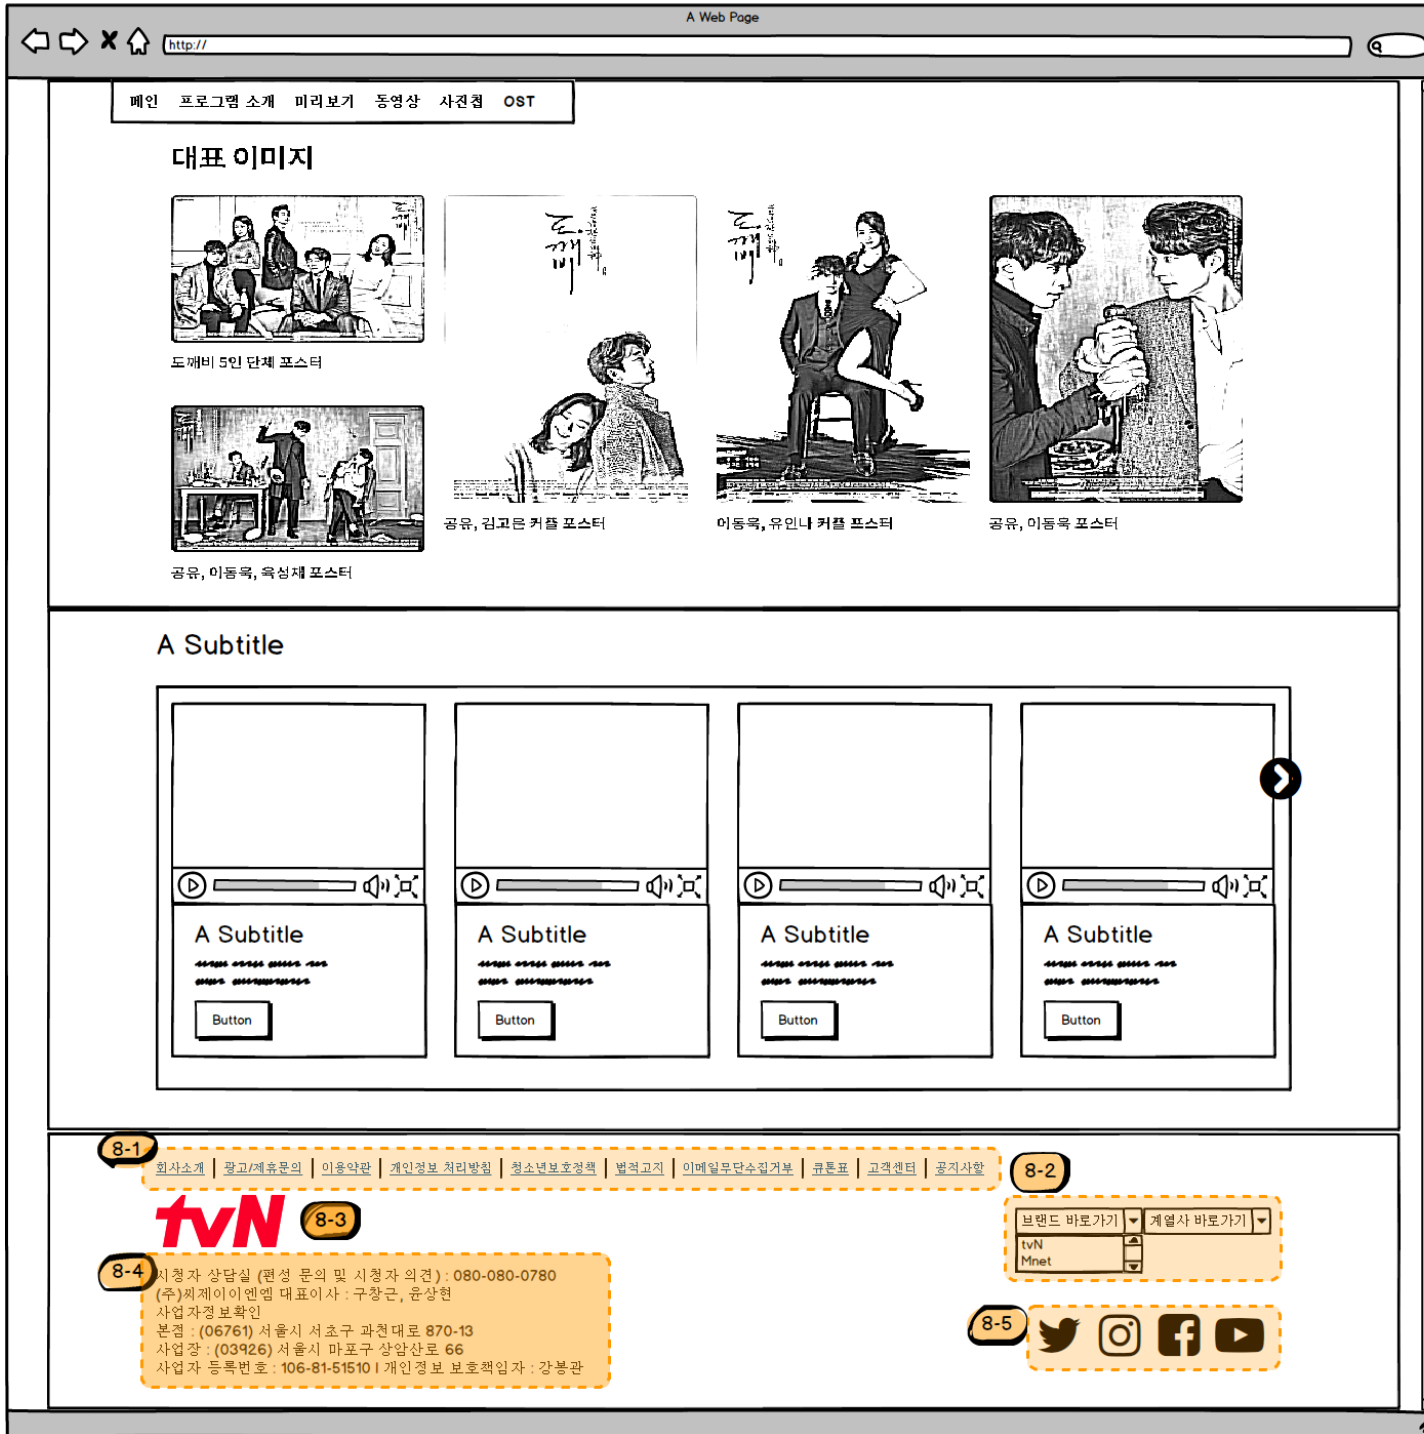 A Web Page
http://
메인 프로그램 소개 미리보기 동영상 사진첩 OST
대표 이미지
도깨비
도깨비
도깨비 5인 단체 포스터
공유, 김고은 커플 포스터
이동욱, 유인나 커플 포스터
공유, 이동욱 포스터
공유, 이동욱, 육성재 포스터
A Subtitle
A Subtitle
A Subtitle
A Subtitle
A Subtitle
Button
Button
Button
Button
8-1
회사소개 | 광고/제휴문의 | 이용약관 | 개인정보 처리방침 | 청소년보호정책 | 법적고지 | 이메일무단수집거부 | 큐톤표 | 고객센터 | 공지사항
8-2
tvN
8-3
브랜드 바로가기
계열사 바로가기
tvN
Mnet
8-4
시청자 상담실 (편성 문의 및 시청자 의견) : 080-080-0780
(주)씨제이이엔엠 대표이사 : 구창근, 윤상현
사업자정보확인
본점 : (06761) 서울시 서초구 과천대로 870-13
사업장 : (03926) 서울시 마포구 상암산로 66
사업자 등록번호 : 106-81-51510 | 개인정보 보호책임자 : 강봉관
8-5